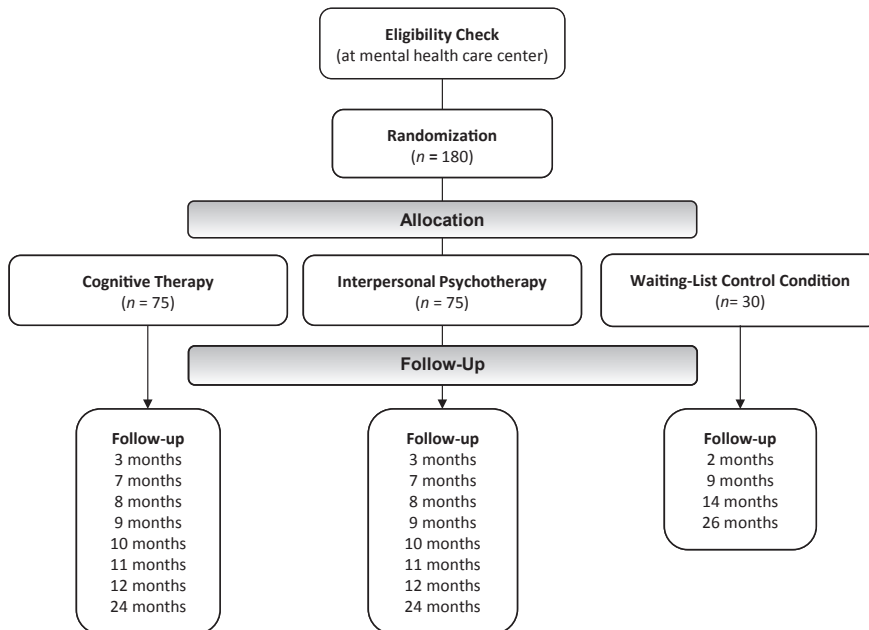 Eligibility Check
(at mental health care center)
Randomization
(n = 180)
Allocation
Cognitive Therapy
(n = 75)
Interpersonal Psychotherapy
(n = 75)
Waiting-List Control Condition
(n= 30)
Follow-Up
Follow-up
3 months
7 months
8 months
9 months
10 months
11 months
12 months
24 months
Follow-up
3 months
7 months
8 months
9 months
10 months
11 months
12 months
24 months
Follow-up
2 months
9 months
14 months
26 months